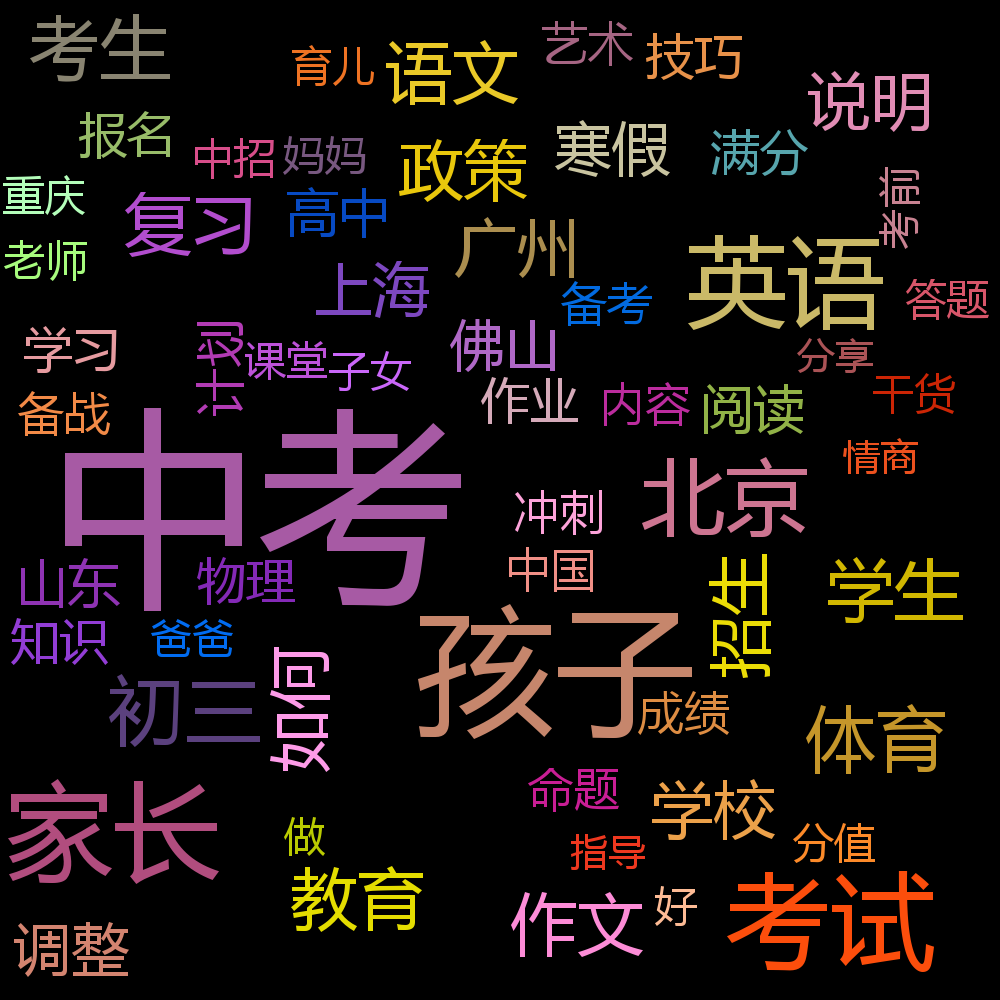 考生
育儿
语文
艺术
技巧
说明
报名
中招
妈妈
政策
寒假
满分
考前
重庆
复习
高中
老师
广州
英语
上海
备考
答题
学习
计划
课堂
子女
佛山
分享
备战
作业
内容
阅读
干货
中考
情商
冲刺
北京
山东
物理
中国
招生
学生
知识
爸爸
孩子
初三
如何
成绩
体育
家长
命题
学校
做
指导
分值
教育
作文
好
考试
调整